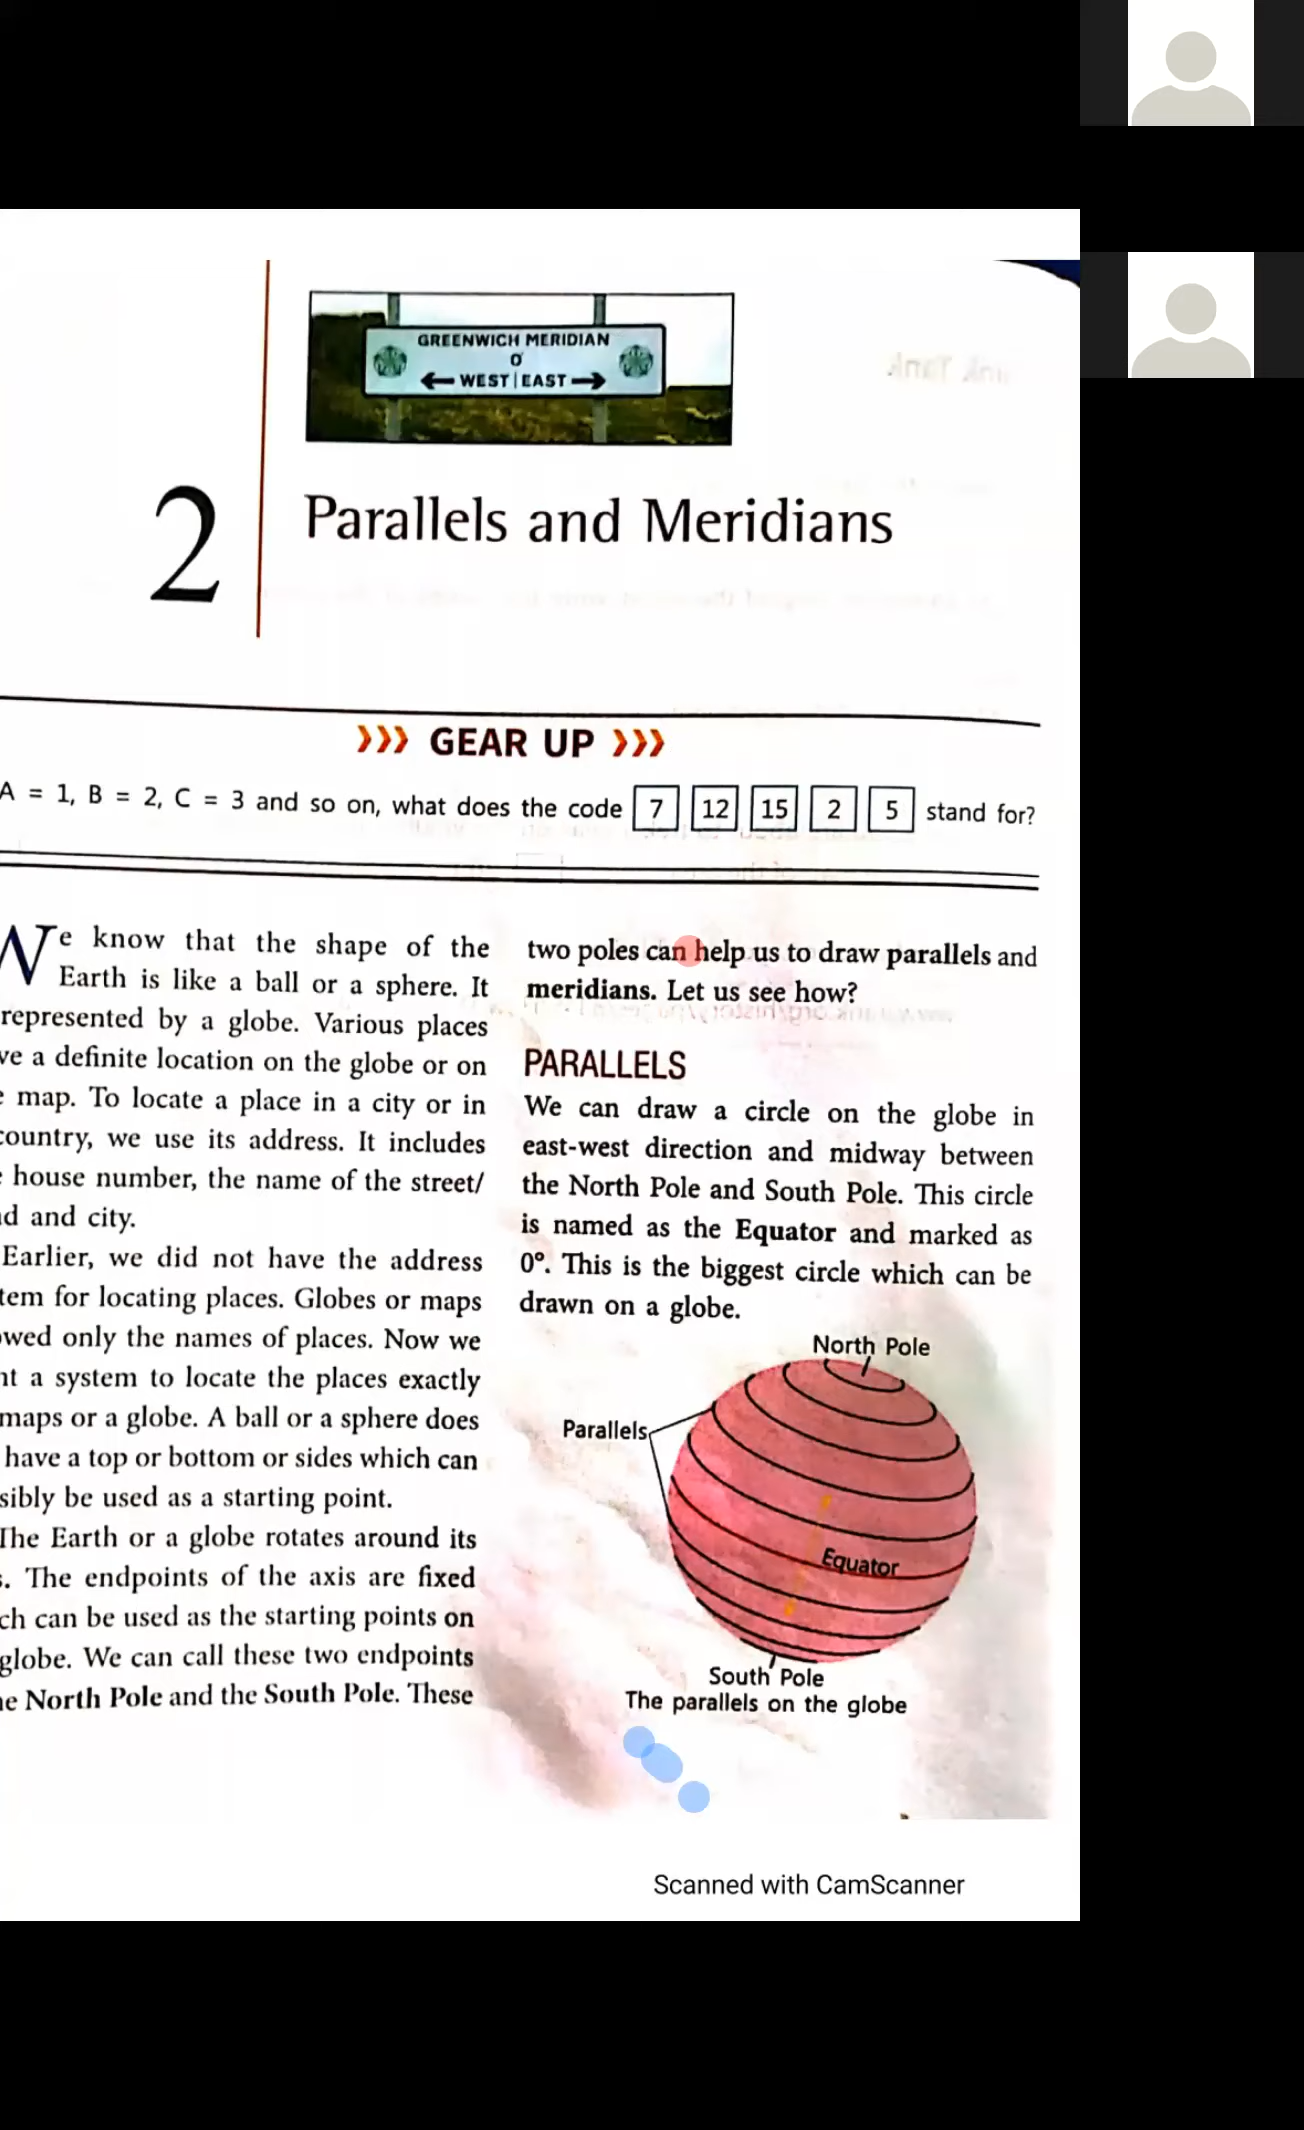 GREENWICH MERIDIAN
0°
WEST | EAST
2
Parallels and Meridians
GEAR UP
A = 1, B = 2, C = 3 and so on, what does the code 7 12 15 2 5 stand for?
We know that the shape of the
Earth is like a ball or a sphere. It
represented by a globe. Various places
ve a definite location on the globe or on
e map. To locate a place in a city or in
country, we use its address. It includes
e house number, the name of the street/
d and city.
Earlier, we did not have the address
tem for locating places. Globes or maps
owed only the names of places. Now we
nt a system to locate the places exactly
maps or a globe. A ball or a sphere does
have a top or bottom or sides which can
sibly be used as a starting point.
The Earth or a globe rotates around its
s. The endpoints of the axis are fixed
ch can be used as the starting points on
globe. We can call these two endpoints
e North Pole and the South Pole. These
two poles can help us to draw parallels and
meridians. Let us see how?
PARALLELS
We can draw a circle on the globe in
east-west direction and midway between
the North Pole and South Pole. This circle
is named as the Equator and marked as
0°. This is the biggest circle which can be
drawn on a globe.
North Pole
Parallels
Equator
South Pole
The parallels on the globe
Scanned with CamScanner